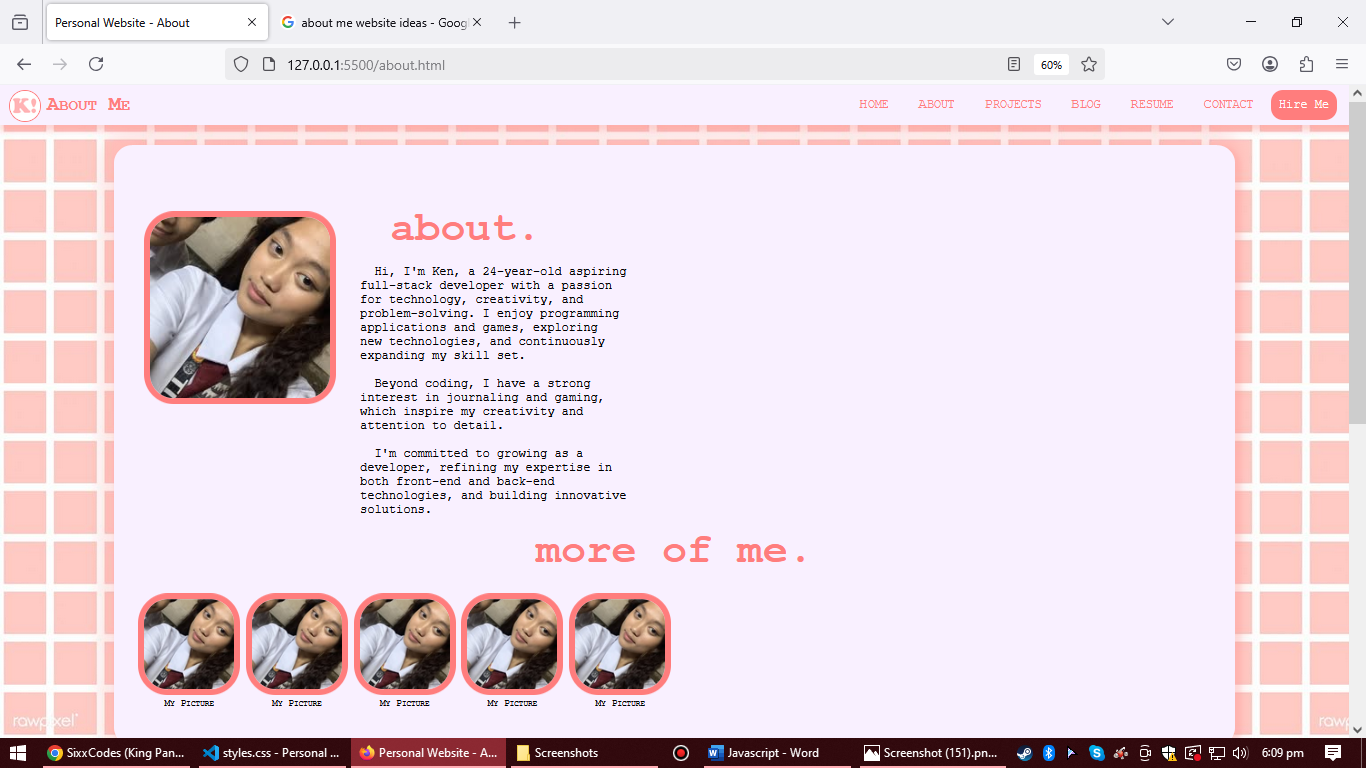 Personal Website - About
about me website ideas - Goog
127.0.0.1:5500/about.html
60%
K!
About Me
HOME
ABOUT
PROJECTS
BLOG
RESUME
CONTACT
Hire Me
about.
Hi, I'm Ken, a 24-year-old aspiring
full-stack developer with a passion
for technology, creativity, and
problem-solving. I enjoy programming
applications and games, exploring
new technologies, and continuously
expanding my skill set.
Beyond coding, I have a strong
interest in journaling and gaming,
which inspire my creativity and
attention to detail.
I'm committed to growing as a
developer, refining my expertise in
both front-end and back-end
technologies, and building innovative
solutions.
more of me.
My Picture
My Picture
My Picture
My Picture
My Picture
rawpixel
rawp
SixxCodes (King Pan...
styles.css - Personal ...
Personal Website - A...
Screenshots
Javascript - Word
Screenshot (151).pn...
6:09 pm